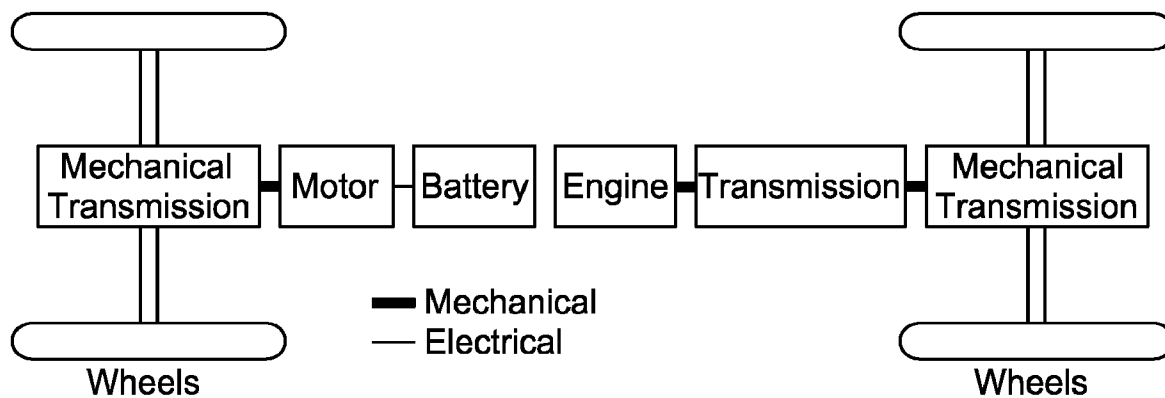 Mechanical
Transmission
Motor
Battery
Engine
Transmission
Mechanical
Transmission
Mechanical
Electrical
Wheels
Wheels